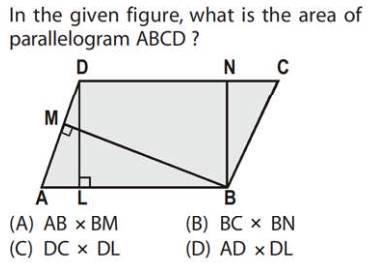 In the given figure, what is the area of
parallelogram ABCD ?
D N C
M
A L B
(A) AB × BM (B) BC × BN
(C) DC × DL (D) AD × DL